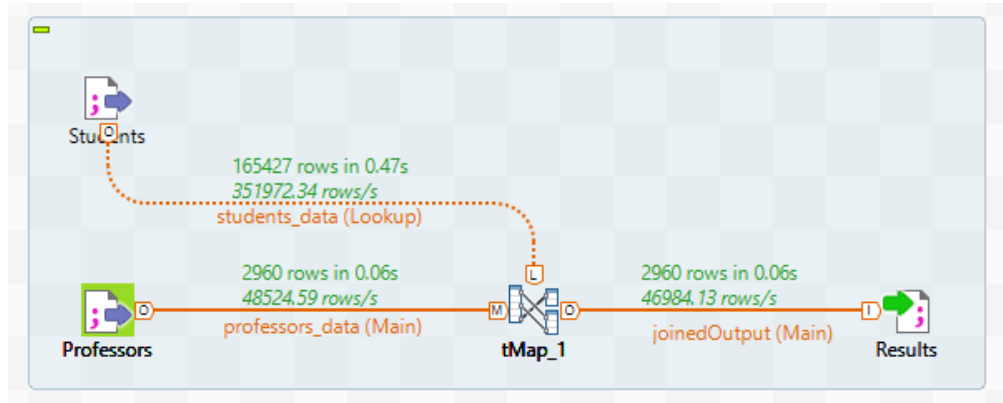 Students
165427 rows in 0.47s
351972.34 rows/s
students_data (Lookup)
L
2960 rows in 0.06s
48524.59 rows/s
professors_data (Main)
2960 rows in 0.06s
46984.13 rows/s
joinedOutput (Main)
O
O
M
O
I
Professors
tMap_1
Results